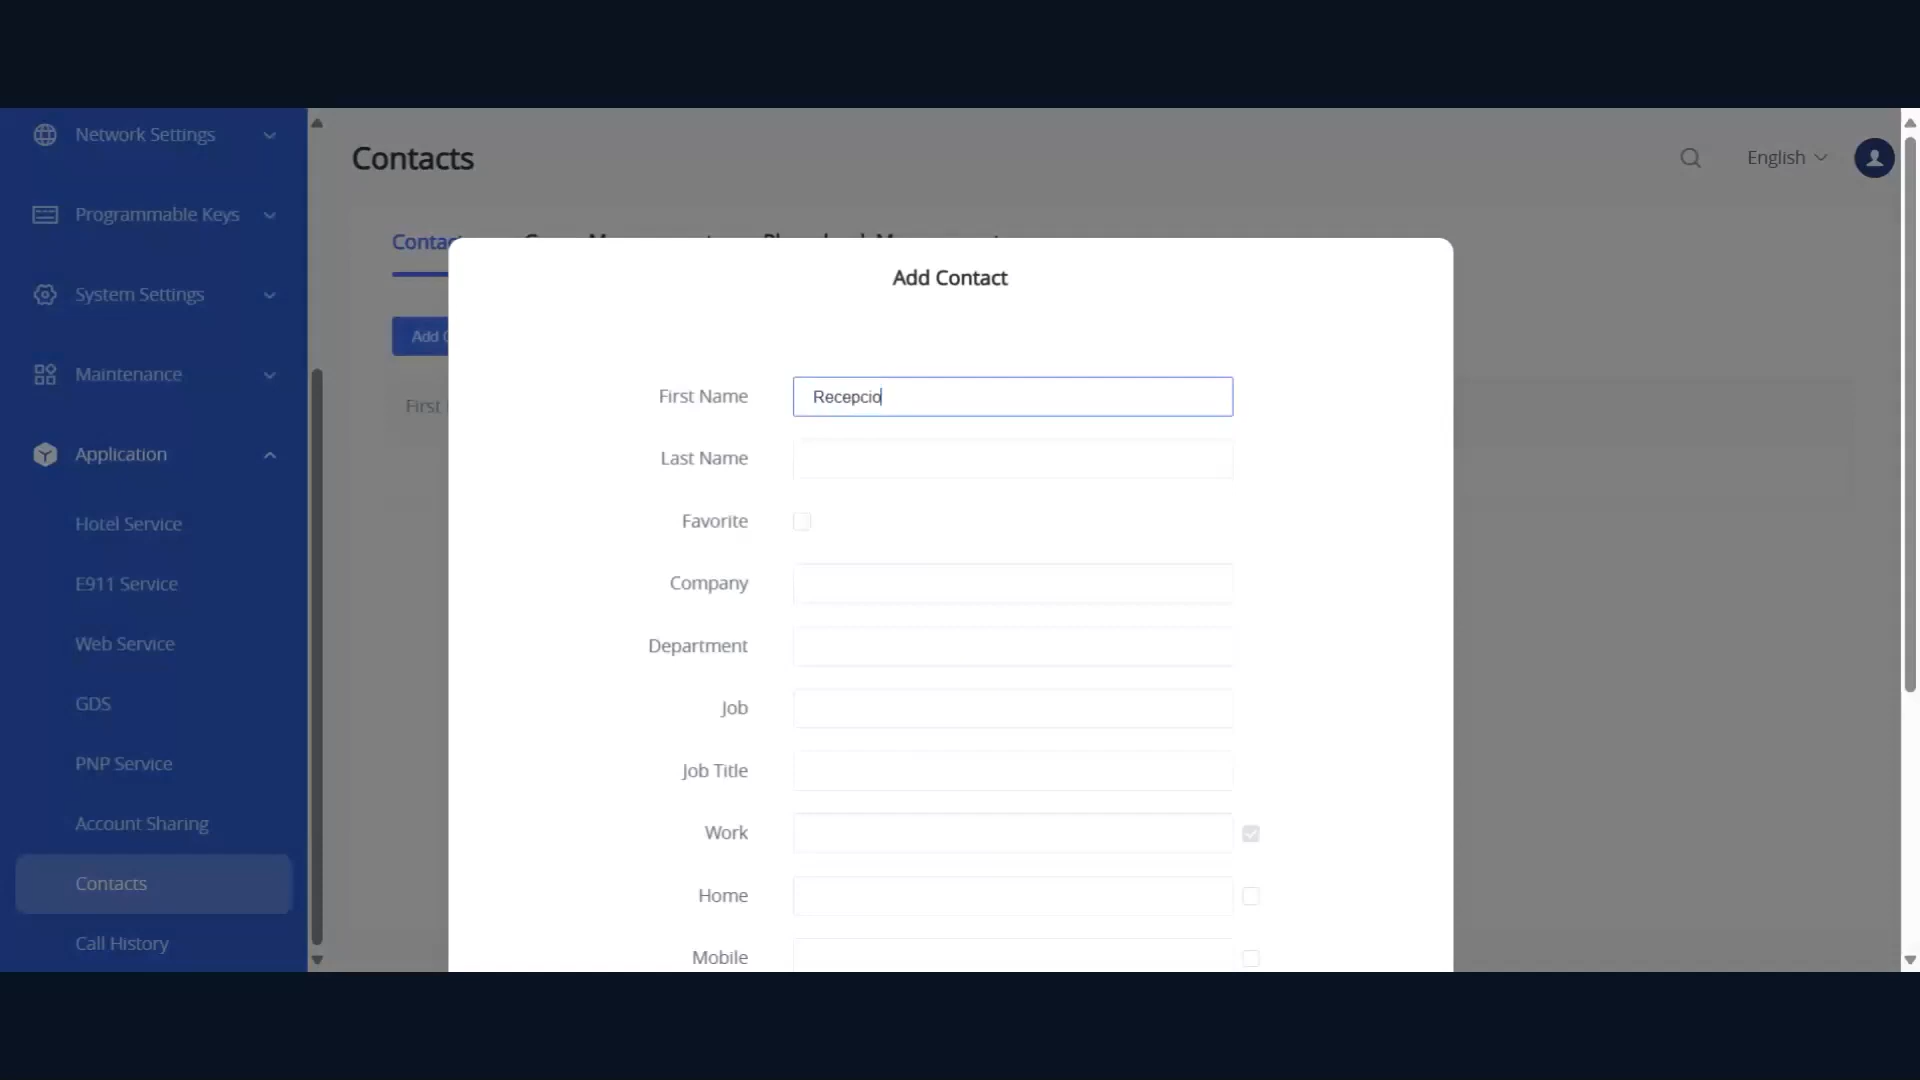 Network Settings
Programmable Keys
System Settings
Maintenance
Application
Hotel Service
E911 Service
Web Service
GDS
PNP Service
Account Sharing
Contacts
Call History
Contacts
English
Add
First
Add Contact
First Name
Recepcio
Last Name
Favorite
Company
Department
Job
Job Title
Work
Home
Mobile